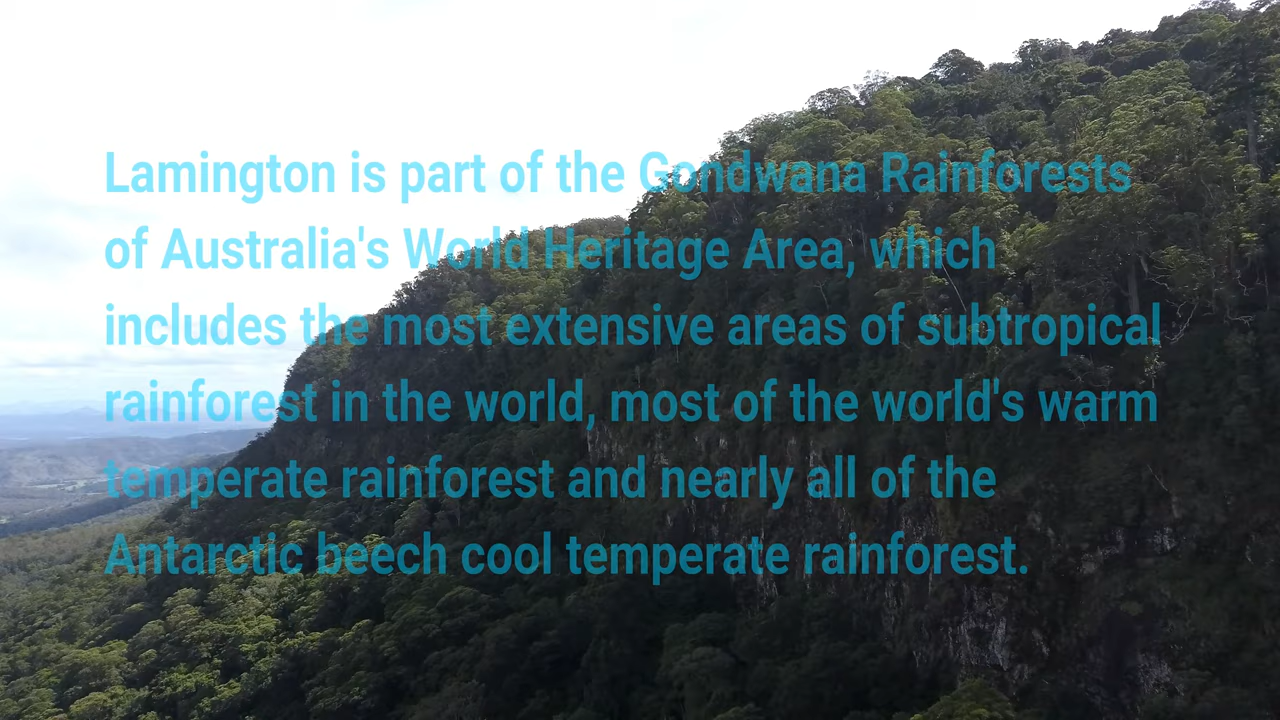 Lamington is part of the Gondwana Rainforests
of Australia's World Heritage Area, which
includes the most extensive areas of subtropical
rainforest in the world, most of the world's warm
temperate rainforest and nearly all of the
Antarctic beech cool temperate rainforest.